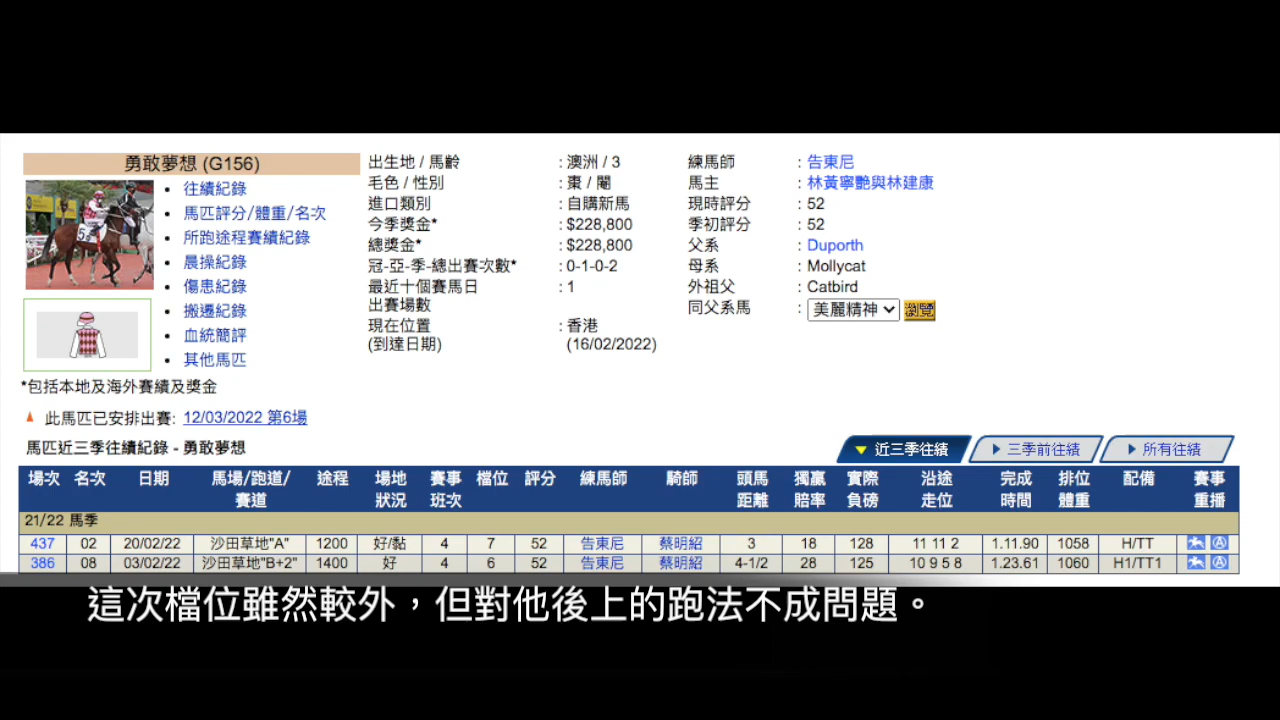 勇敢夢想 (G156)
往績紀錄
馬匹評分/體重/名次
所跑途程賽績紀錄
晨操紀錄
傷患紀錄
搬遷紀錄
血統簡評
其他馬匹
*包括本地及海外賽績及獎金
出生地 / 馬齡 : 澳洲 / 3
毛色 / 性別 : 棗 / 閹
進口類別 : 自購新馬
今季獎金* : $228,800
總獎金* : $228,800
冠-亞-季-總出賽次數* : 0-1-0-2
最近十個賽馬日 : 1
出賽場數
現在位置 : 香港
(到達日期) (16/02/2022)
練馬師 : 告東尼
馬主 : 林黃寧艷與林建康
現時評分 : 52
季初評分 : 52
父系 : Duporth
母系 : Mollycat
外祖父 : Catbird
同父系馬 : 美麗精神 瀏覽
此馬匹已安排出賽: 12/03/2022 第6場
馬匹近三季往績紀錄 - 勇敢夢想
近三季往績 三季前往績 所有往績
場次 名次 日期 馬場/跑道/ 途程 場地 賽事 檔位 評分 練馬師 騎師 頭馬 獨贏 實際 沿途 完成 排位 配備 賽事
賽道 狀況 班次 距離 賠率 負磅 走位 時間 體重 重播
21/22 馬季
437 02 20/02/22 沙田草地"A" 1200 好/黏 4 7 52 告東尼 蔡明紹 3 18 128 11 11 2 1.11.90 1058 H/TT
386 08 03/02/22 沙田草地"B+2" 1400 好 4 6 52 告東尼 蔡明紹 4-1/2 28 125 10 9 5 8 1.23.61 1060 H1/TT1
這次檔位雖然較外，但對他後上的跑法不成問題。